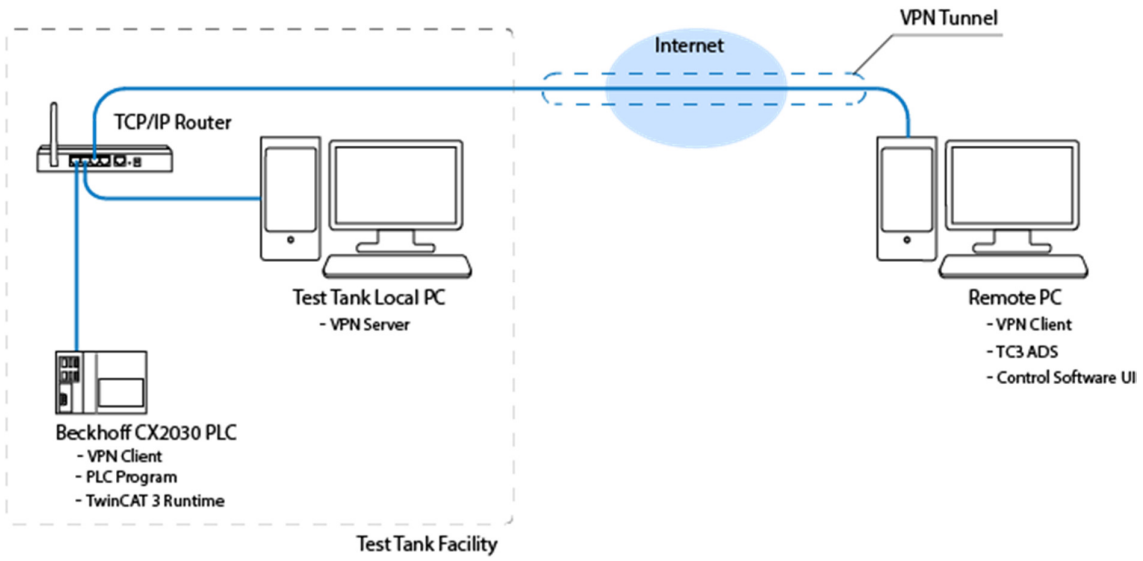 VPN Tunnel
Internet
TCP/IP Router
Test Tank Local PC
- VPN Server
Remote PC
- VPN Client
- TC3 ADS
- Control Software UI
Beckhoff CX2030 PLC
- VPN Client
- PLC Program
- TwinCAT 3 Runtime
Test Tank Facility